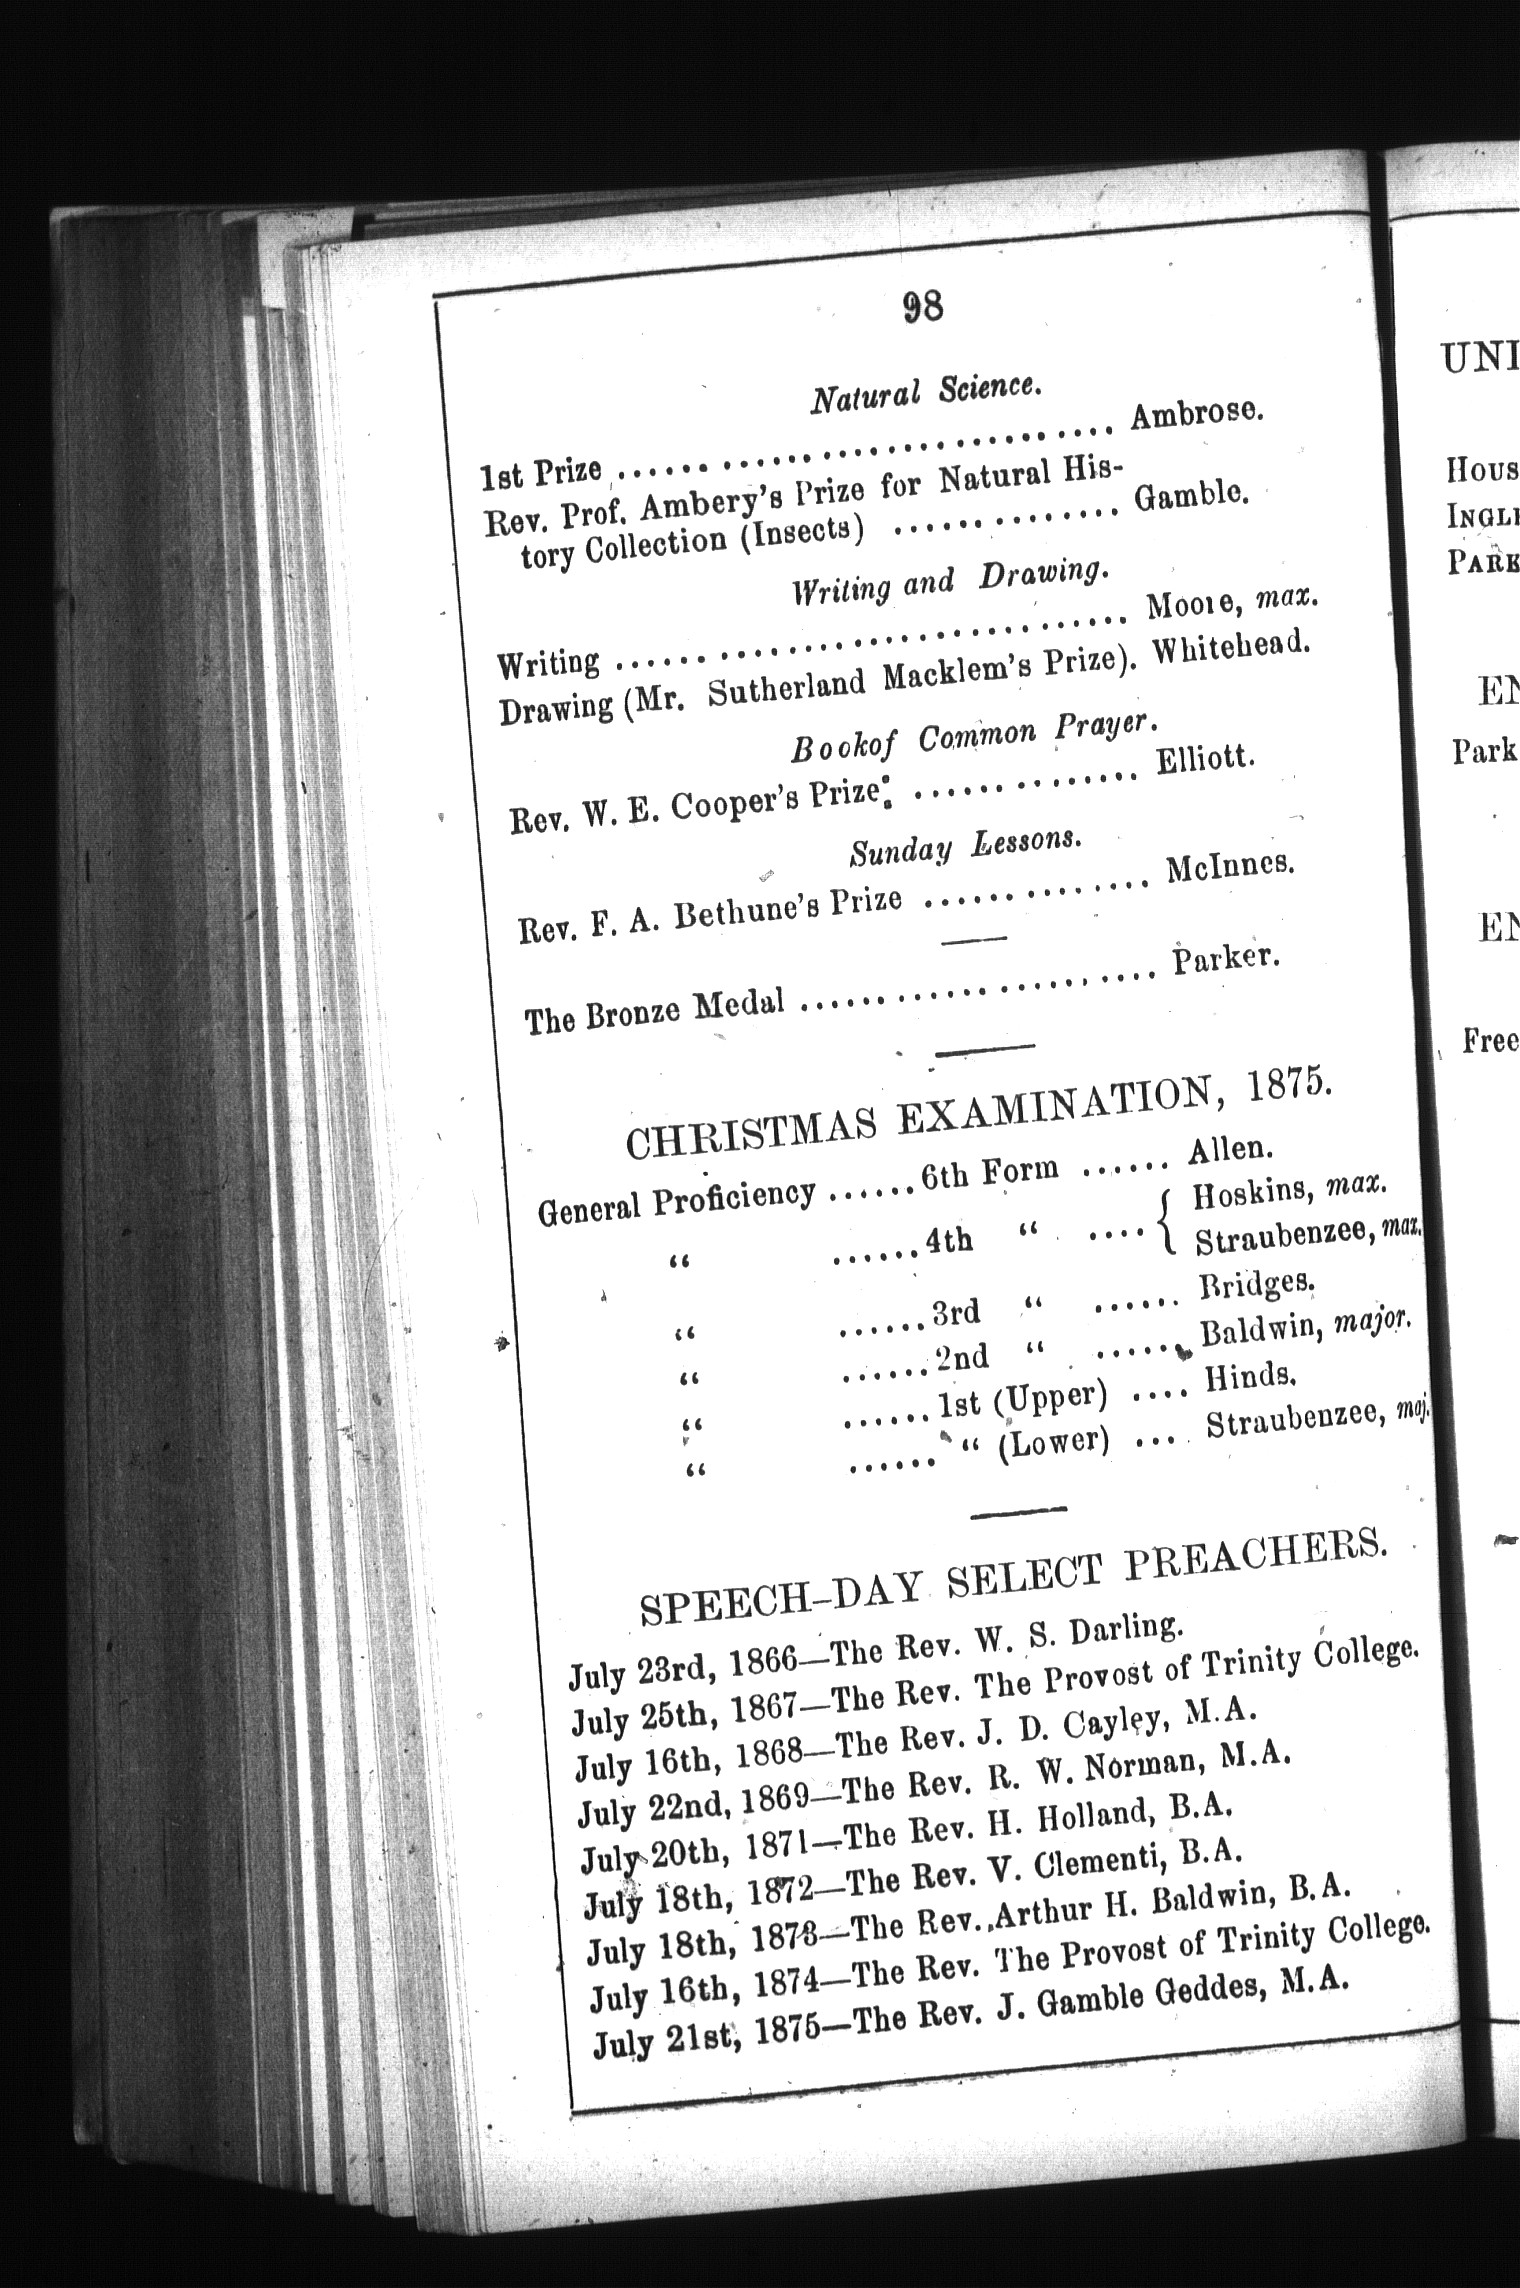 98
Natural Science.
1st Prize ............................... Ambrose.
Rev. Prof. Ambery's Prize for Natural His-
tory Collection (Insects) .............. Gamble.
Writing and Drawing.
Writing ............................... Moore, max.
Drawing (Mr. Sutherland Macklem's Prize). Whitehead.
Bookof Common Prayer.
Rev. W. E. Cooper's Prize: .............. Elliott.
Sunday Lessons.
Rev. F. A. Bethune's Prize .............. McInnes.
The Bronze Medal ..................... Parker.
CHRISTMAS EXAMINATION, 1875.
General Proficiency ......6th Form ...... Allen.
“ ......4th “ .... { Hoskins, max.
Straubenzee, max.
“ ......3rd “ ...... Bridges.
“ ......2nd “ ...... Baldwin, major.
“ ......1st (Upper) .... Hinds.
“ ...... “ (Lower) .... Straubenzee, maj.
SPEECH-DAY SELECT PREACHERS.
July 23rd, 1866—The Rev. W. S. Darling.
July 25th, 1867—The Rev. The Provost of Trinity College.
July 16th, 1868—The Rev. J. D. Cayley, M.A.
July 22nd, 1869—The Rev. R. W. Norman, M.A.
July 20th, 1871—The Rev. H. Holland, B.A.
July 18th, 1872—The Rev. V. Clementi, B.A.
July 18th, 1873—The Rev. Arthur H. Baldwin, B.A.
July 16th, 1874—The Rev. The Provost of Trinity College.
July 21st, 1875—The Rev. J. Gamble Geddes, M.A.
UNI
HOUS
PARK
EN
Park
EN
Free